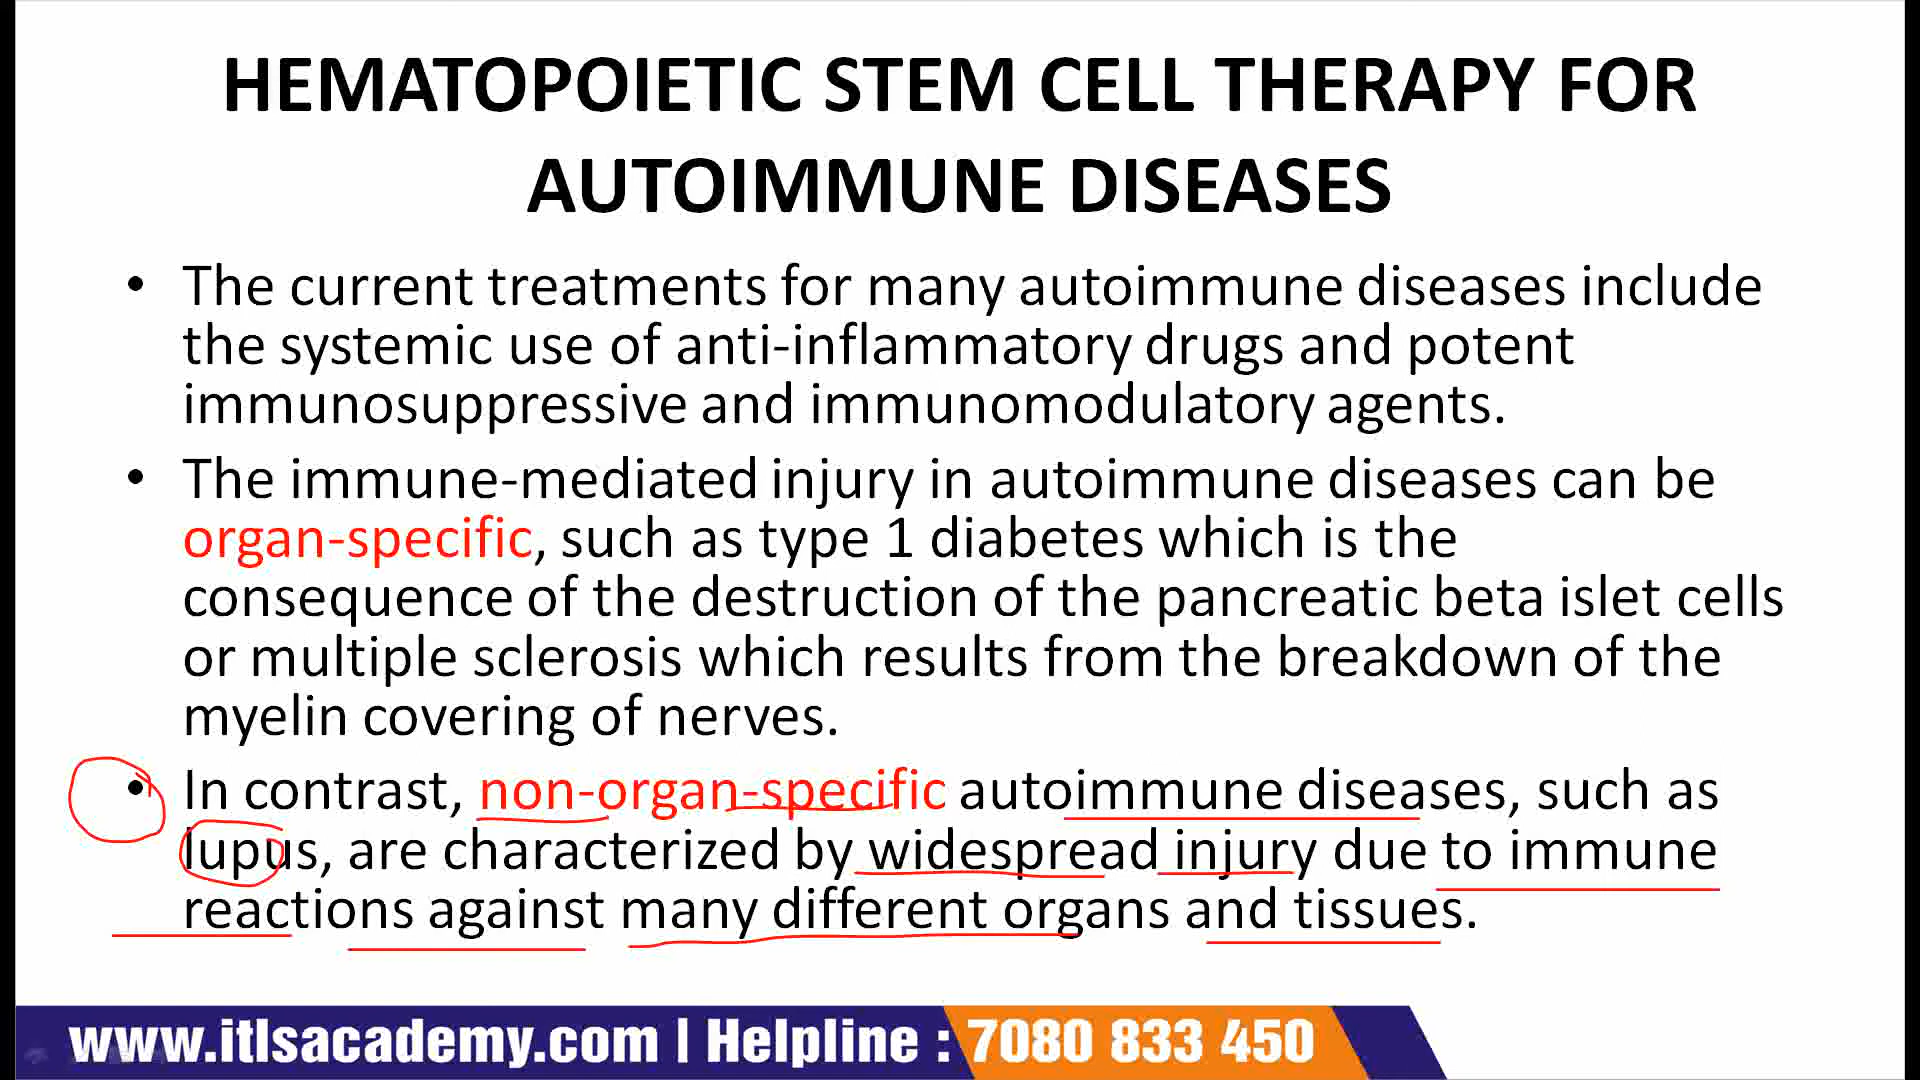 HEMATOPOIETIC STEM CELL THERAPY FOR
AUTOIMMUNE DISEASES
• The current treatments for many autoimmune diseases include
the systemic use of anti-inflammatory drugs and potent
immunosuppressive and immunomodulatory agents.
• The immune-mediated injury in autoimmune diseases can be
organ-specific, such as type 1 diabetes which is the
consequence of the destruction of the pancreatic beta islet cells
or multiple sclerosis which results from the breakdown of the
myelin covering of nerves.
• In contrast, non-organ-specific autoimmune diseases, such as
lupus, are characterized by widespread injury due to immune
reactions against many different organs and tissues.
www.itlsacademy.com | Helpline : 7080 833 450